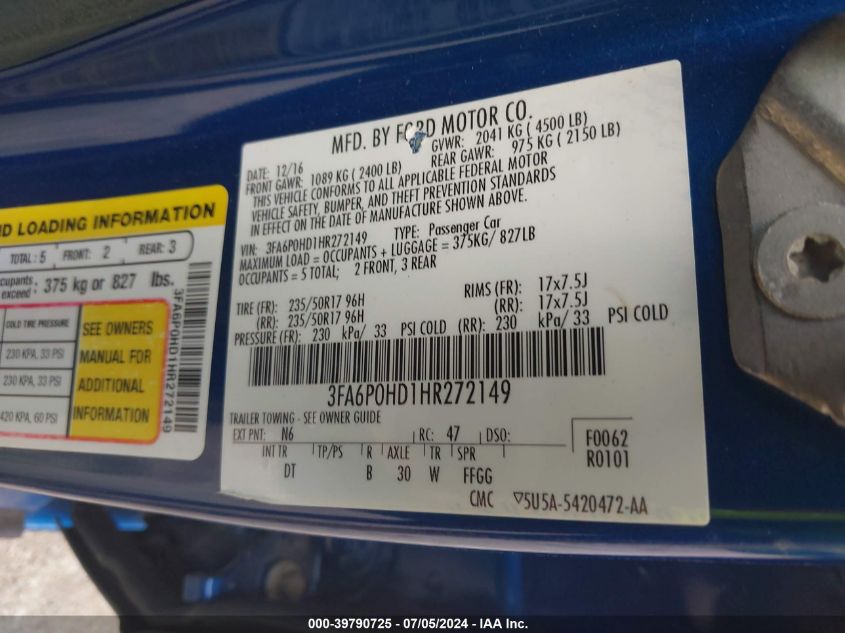 MFD. BY FORD MOTOR CO.
DATE: 12/16 GVWR: 2041 KG ( 4500 LB)
FRONT GAWR: 1089 KG ( 2400 LB) REAR GAWR: 975 KG ( 2150 LB)
THIS VEHICLE CONFORMS TO ALL APPLICABLE FEDERAL MOTOR
VEHICLE SAFETY, BUMPER, AND THEFT PREVENTION STANDARDS
IN EFFECT ON THE DATE OF MANUFACTURE SHOWN ABOVE.
VIN: 3FA6P0HD1HR272149 TYPE: Passenger Car
MAXIMUM LOAD = OCCUPANTS + LUGGAGE = 375KG/ 827LB
OCCUPANTS = 5 TOTAL; 2 FRONT, 3 REAR
TIRE (FR): 235/50R17 96H RIMS (FR): 17x7.5J
(RR): 235/50R17 96H (RR): 17x7.5J
PRESSURE (FR): 230 kPa/ 33 PSI COLD (RR): 230 kPa/ 33 PSI COLD
3FA6P0HD1HR272149
TRAILER TOWING - SEE OWNER GUIDE
EXT PNT: N6 RC: 47 DSO: F0062
INT TR TP/PS R AXLE TR SPR R0101
DT B 30 W FFGG
CMC ▽5U5A-5420472-AA
LOADING INFORMATION
TOTAL: 5 FRONT: 2 REAR: 3
375 kg or 827 lbs.
exceed:
COLD TIRE PRESSURE
230 KPA, 33 PSI
230 KPA, 33 PSI
420 KPA, 60 PSI
SEE OWNERS
MANUAL FOR
ADDITIONAL
INFORMATION
3FA6P0HD1HR272149
000-39790725 - 07/05/2024 - IAAI.com. Copyright IAA, Inc.